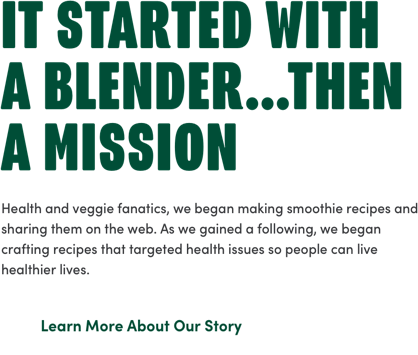 IT STARTED WITH
A BLENDER...THEN
A MISSION
Health and veggie fanatics, we began making smoothie recipes and
sharing them on the web. As we gained a following, we began
crafting recipes that targeted health issues so people can live
healthier lives.
Learn More About Our Story